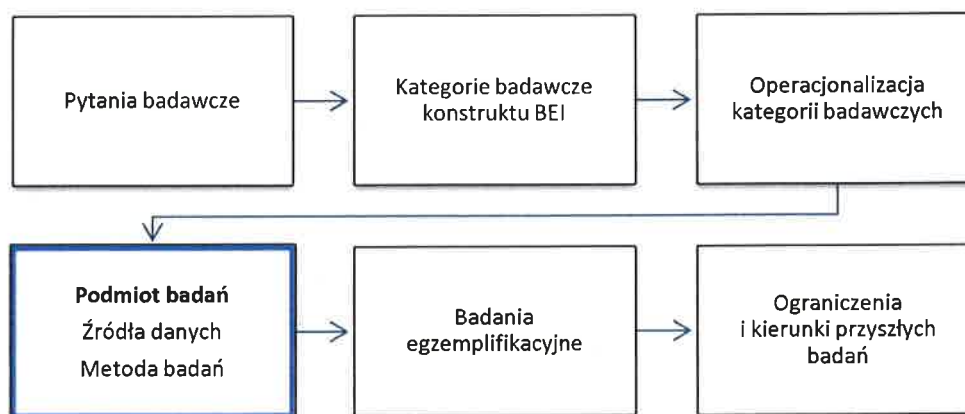 Pytania badawcze
Kategorie badawcze
konstruktu BEI
Operacjonalizacja
kategorii badawczych
Podmiot badań
Źródła danych
Metoda badań
Badania
egzemplifikacyjne
Ograniczenia
i kierunki przyszłych
badań